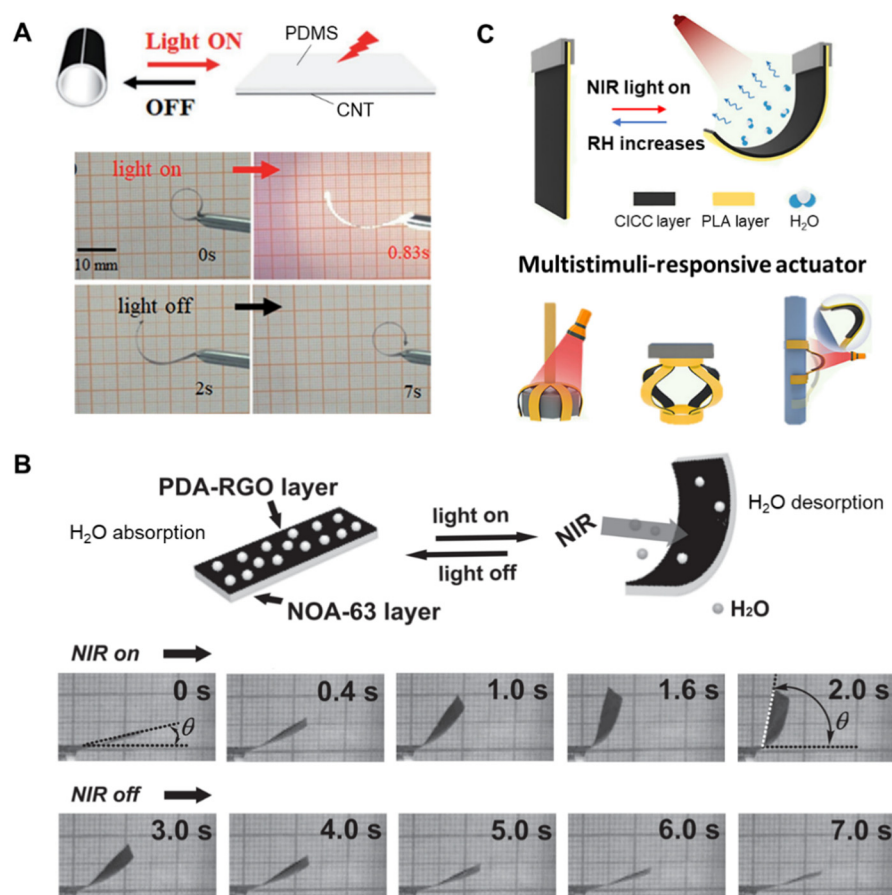 A
Light ON
OFF
PDMS
CNT
light on
0s
10 mm
0.83s
light off
2s
7s
C
NIR light on
RH increases
CICC layer
PLA layer
H₂O
Multistimuli-responsive actuator
B
PDA-RGO layer
H₂O absorption
NOA-63 layer
light on
light off
NIR
H₂O desorption
H₂O
NIR on
0 s
θ
0.4 s
1.0 s
1.6 s
2.0 s
θ
NIR off
3.0 s
4.0 s
5.0 s
6.0 s
7.0 s